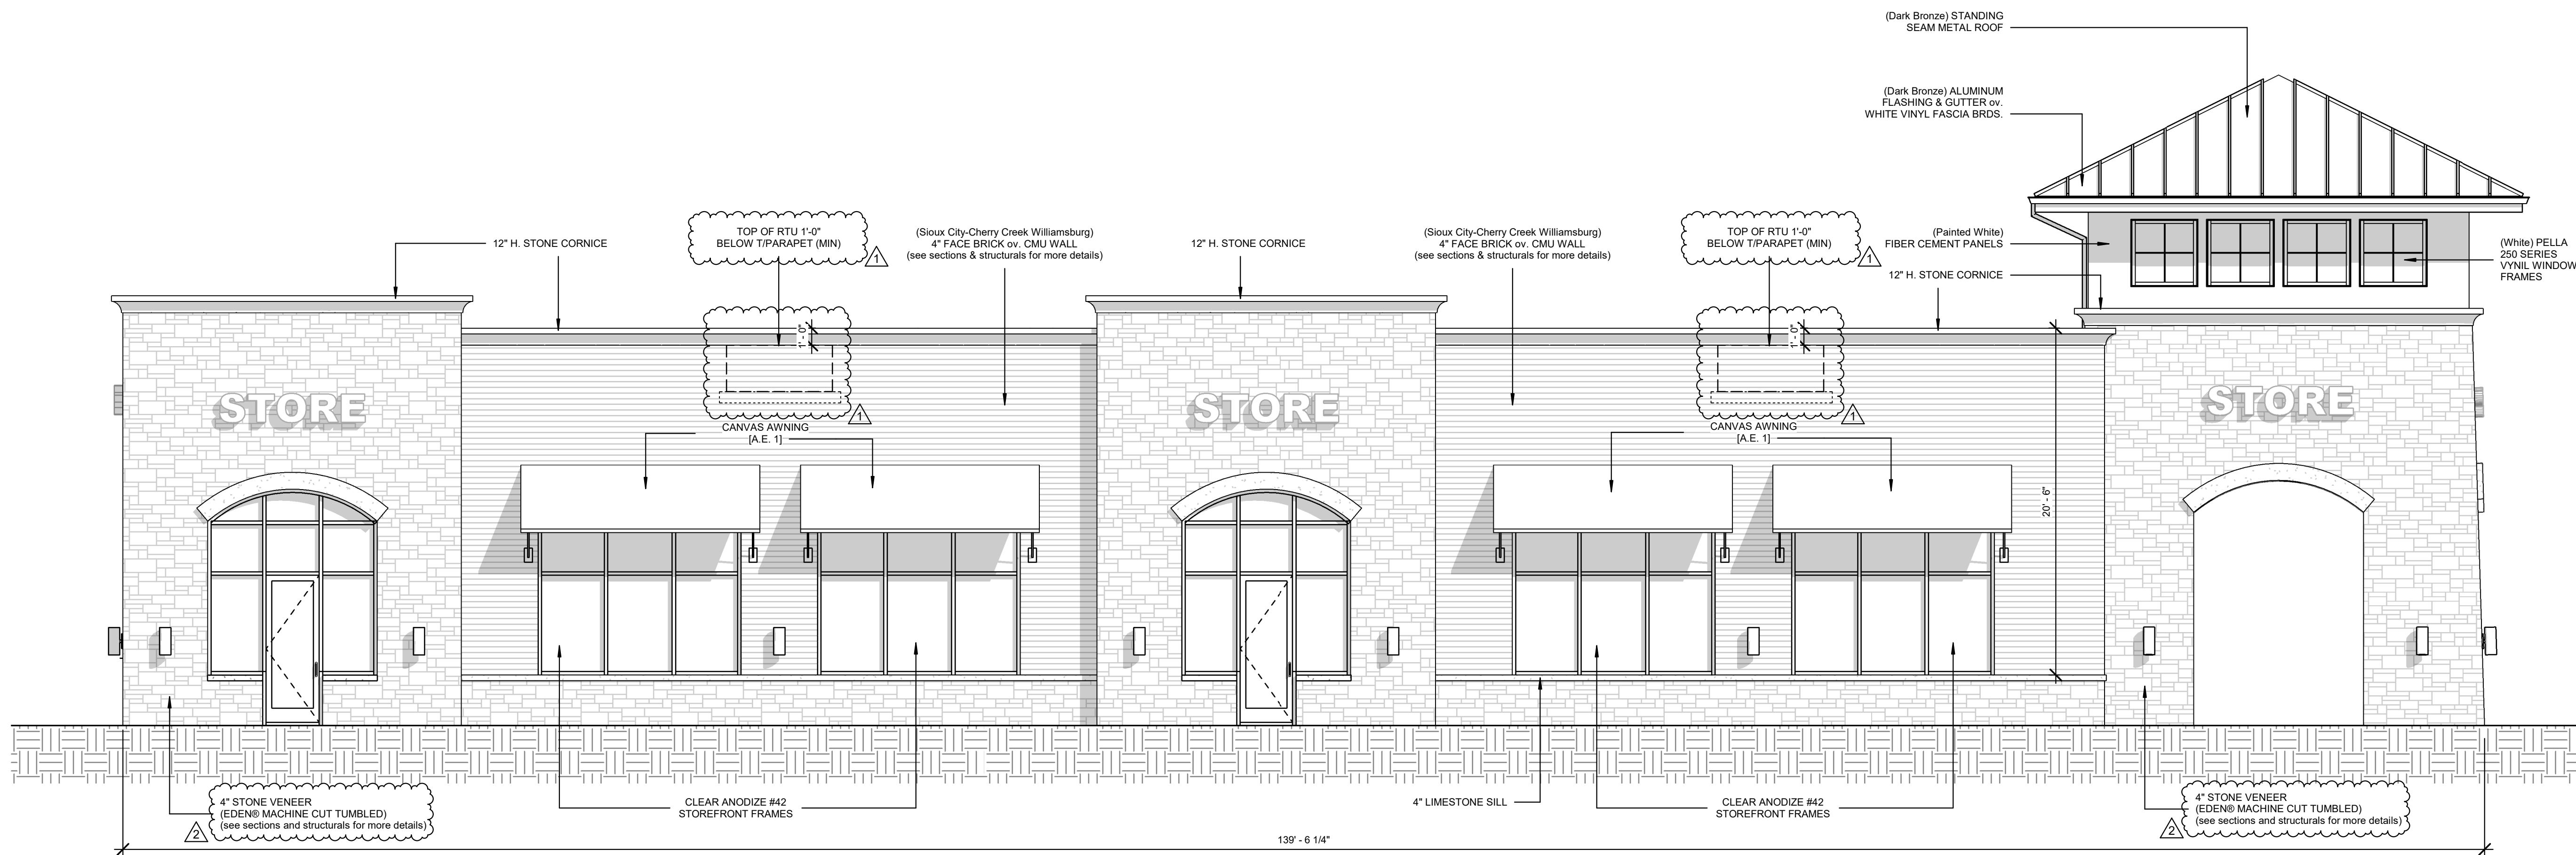 (Dark Bronze) STANDING
SEAM METAL ROOF
(Dark Bronze) ALUMINUM
FLASHING & GUTTER ov.
WHITE VINYL FASCIA BRDS.
12" H. STONE CORNICE
TOP OF RTU 1'-0"
BELOW T/PARAPET (MIN)
1
(Sioux City-Cherry Creek Williamsburg)
4" FACE BRICK ov. CMU WALL
(see sections & structurals for more details)
12" H. STONE CORNICE
(Sioux City-Cherry Creek Williamsburg)
4" FACE BRICK ov. CMU WALL
(see sections & structurals for more details)
TOP OF RTU 1'-0"
BELOW T/PARAPET (MIN)
1
(Painted White)
FIBER CEMENT PANELS
12" H. STONE CORNICE
(White) PELLA
250 SERIES
VYNIL WINDOW
FRAMES
1' - 0"
1
1' - 0"
1
STORE
STORE
STORE
CANVAS AWNING
[A.E. 1]
CANVAS AWNING
[A.E. 1]
20' - 6"
4" STONE VENEER
(EDEN® MACHINE CUT TUMBLED)
(see sections and structurals for more details)
2
CLEAR ANODIZE #42
STOREFRONT FRAMES
4" LIMESTONE SILL
CLEAR ANODIZE #42
STOREFRONT FRAMES
4" STONE VENEER
(EDEN® MACHINE CUT TUMBLED)
(see sections and structurals for more details)
2
139' - 6 1/4"